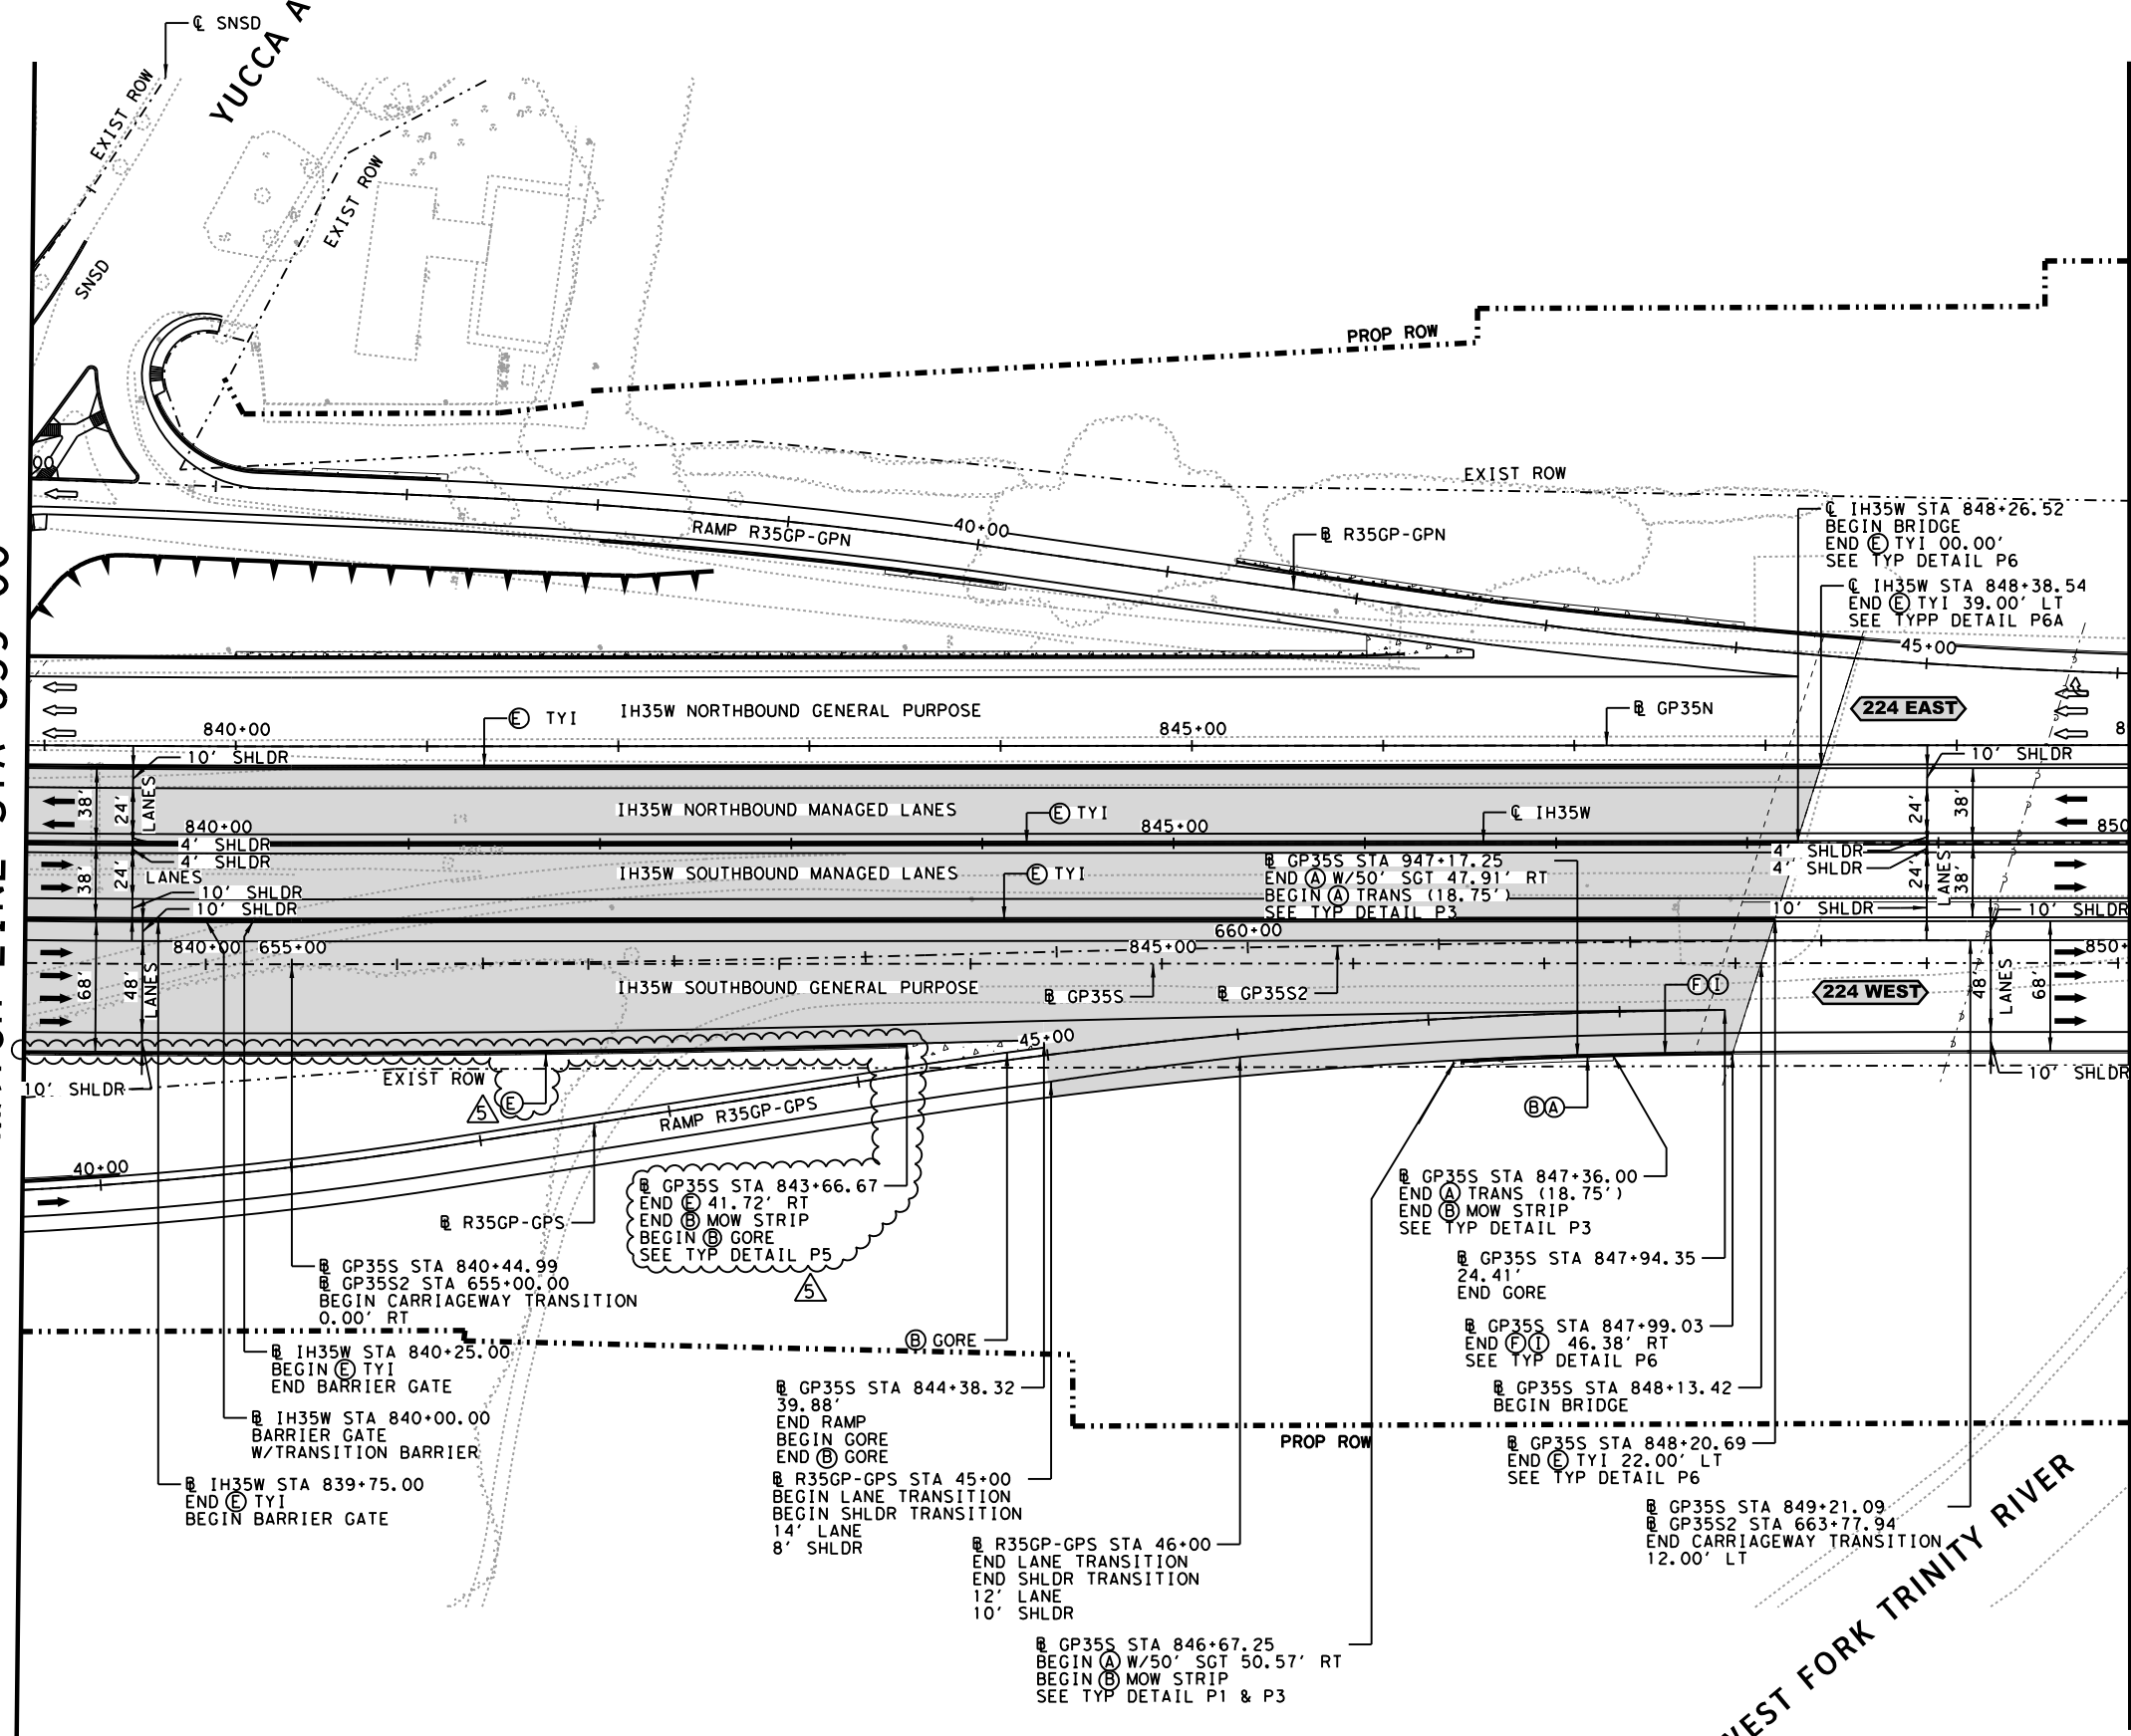 ℄ SNSD
YUCCA A
EXIST ROW
EXIST ROW
SNSD
PROP ROW
EXIST ROW
00
40+00
RAMP R35GP-GPN
℄ IH35W STA 848+26.52
BEGIN BRIDGE
END Ⓔ TYI 00.00'
SEE TYP DETAIL P6
B R35GP-GPN
℄ IH35W STA 848+38.54
END Ⓔ TYI 39.00' LT
SEE TYPP DETAIL P6A
45+00
224 EAST
Ⓔ TYI
IH35W NORTHBOUND GENERAL PURPOSE
B GP35N
840+00
845+00
8
10' SHLDR
10' SHLDR
38'
24'
LANES
IH35W NORTHBOUND MANAGED LANES
Ⓔ TYI
℄ IH35W
24'
38'
840+00
845+00
850
4' SHLDR
4' SHLDR
4' SHLDR
4' SHLDR
38'
24'
LANES
IH35W SOUTHBOUND MANAGED LANES
Ⓔ TYI
B GP35S STA 947+17.25
END Ⓐ W/50' SGT 47.91' RT
BEGIN Ⓐ TRANS (18.75')
SEE TYP DETAIL P3
24'
LANES
38'
10' SHLDR
10' SHLDR
10' SHLDR
10' SHLDR
660+00
840+00
655+00
845+00
850+
68'
48'
LANES
IH35W SOUTHBOUND GENERAL PURPOSE
B GP35S
B GP35S2
Ⓕ Ⓘ
224 WEST
48'
LANES
68'
45+00
10' SHLDR
EXIST ROW
10' SHLDR
5
Ⓔ
RAMP R35GP-GPS
Ⓑ Ⓐ
40+00
B R35GP-GPS
B GP35S STA 843+66.67
END Ⓔ 41.72' RT
END Ⓑ MOW STRIP
BEGIN Ⓑ GORE
SEE TYP DETAIL P5
5
B GP35S STA 847+36.00
END Ⓐ TRANS (18.75')
END Ⓑ MOW STRIP
SEE TYP DETAIL P3
B GP35S STA 847+94.35
24.41'
END GORE
B GP35S STA 840+44.99
B GP35S2 STA 655+00.00
BEGIN CARRIAGEWAY TRANSITION
0.00' RT
Ⓑ GORE
B GP35S STA 847+99.03
END Ⓕ Ⓘ 46.38' RT
SEE TYP DETAIL P6
B IH35W STA 840+25.00
BEGIN Ⓔ TYI
END BARRIER GATE
B GP35S STA 844+38.32
39.88'
END RAMP
BEGIN GORE
END Ⓑ GORE
B GP35S STA 848+13.42
BEGIN BRIDGE
B IH35W STA 840+00.00
BARRIER GATE
W/TRANSITION BARRIER
PROP ROW
B GP35S STA 848+20.69
END Ⓔ TYI 22.00' LT
SEE TYP DETAIL P6
B IH35W STA 839+75.00
END Ⓔ TYI
BEGIN BARRIER GATE
B R35GP-GPS STA 45+00
BEGIN LANE TRANSITION
BEGIN SHLDR TRANSITION
14' LANE
8' SHLDR
B GP35S STA 849+21.09
B GP35S2 STA 663+77.94
END CARRIAGEWAY TRANSITION
12.00' LT
B R35GP-GPS STA 46+00
END LANE TRANSITION
END SHLDR TRANSITION
12' LANE
10' SHLDR
B GP35S STA 846+67.25
BEGIN Ⓐ W/50' SGT 50.57' RT
BEGIN Ⓑ MOW STRIP
SEE TYP DETAIL P1 & P3
WEST FORK TRINITY RIVER